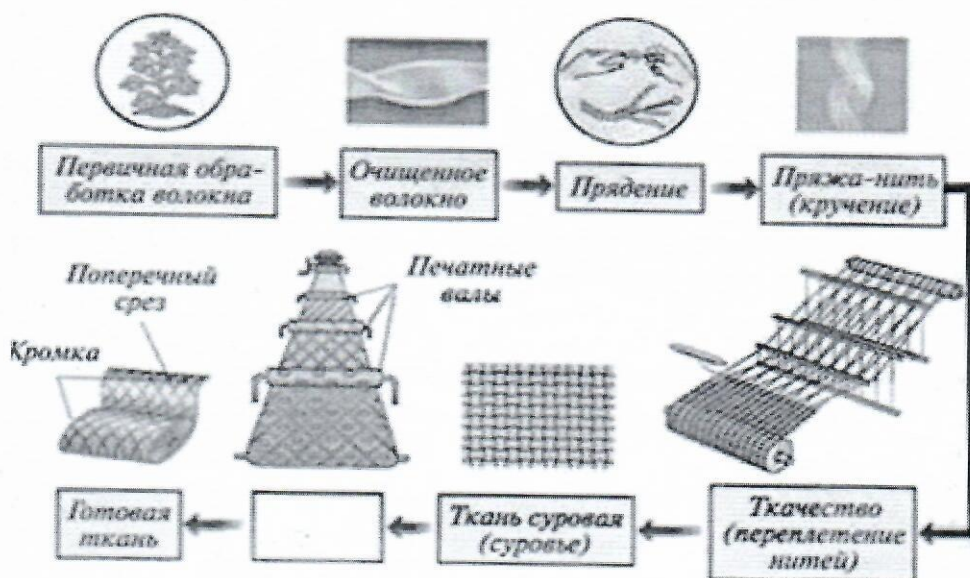 Первичная обра-
ботка волокна
Очищенное
волокно
Прядение
Пряжа-нить
(кручение)
Поперечный
срез
Кромка
Печатные
валы
Готовая
ткань
Ткань суровая
(суровье)
Ткачество
(переплетение
нитей)